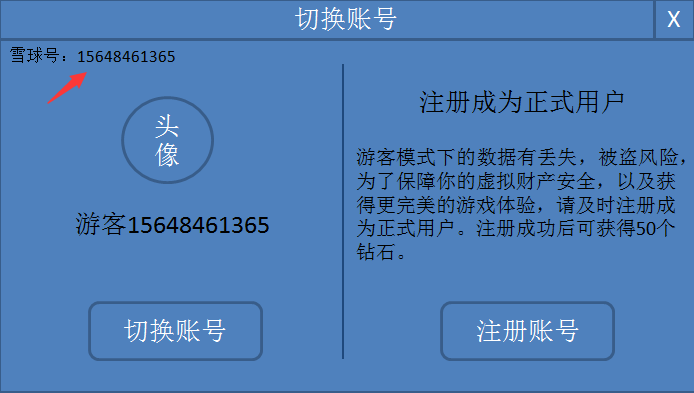 切换账号
X
雪球号：15648461365
头
像
游客15648461365
切换账号
注册成为正式用户
游客模式下的数据有丢失，被盗风险，
为了保障你的虚拟财产安全，以及获
得更完美的游戏体验，请及时注册成
为正式用户。注册成功后可获得50个
钻石。
注册账号